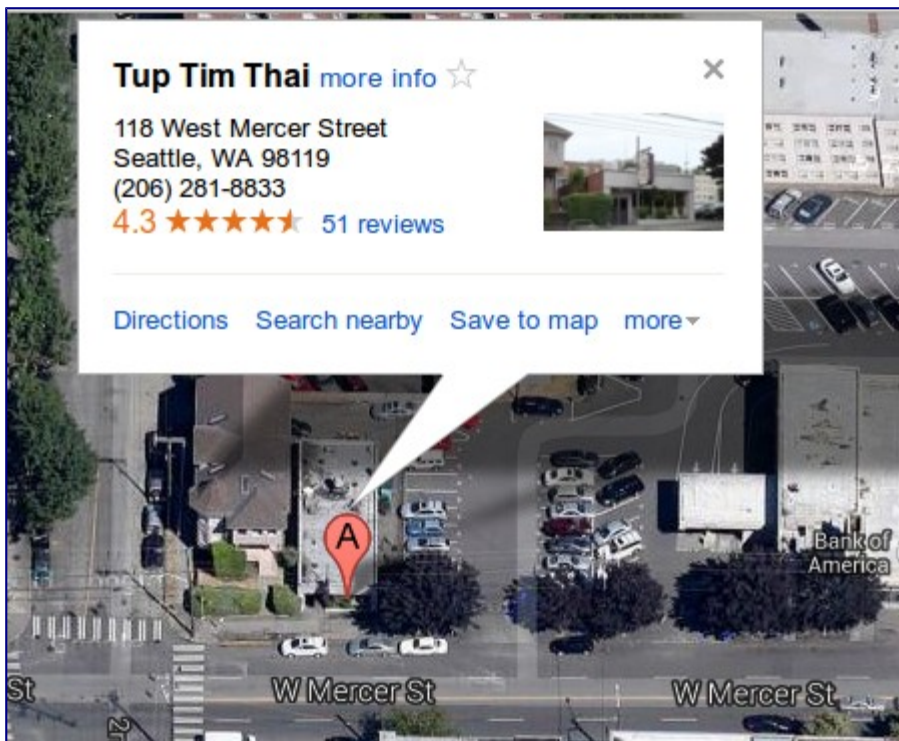 Tup Tim Thai more info
118 West Mercer Street
Seattle, WA 98119
(206) 281-8833
4.3 51 reviews
Directions Search nearby Save to map more
A
Bank of
America
St
W Mercer St
W Mercer St
2n